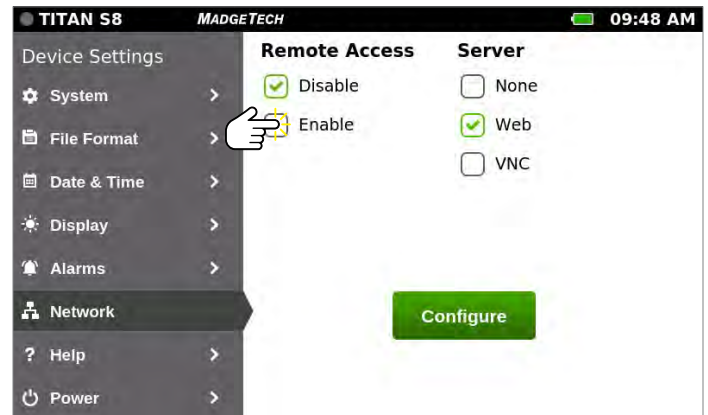 TITAN S8 MADGETECH 09:48 AM
Device Settings
System
File Format
Date & Time
Display
Alarms
Network
? Help
Power
Remote Access
Disable
Enable
Server
None
Web
VNC
Configure